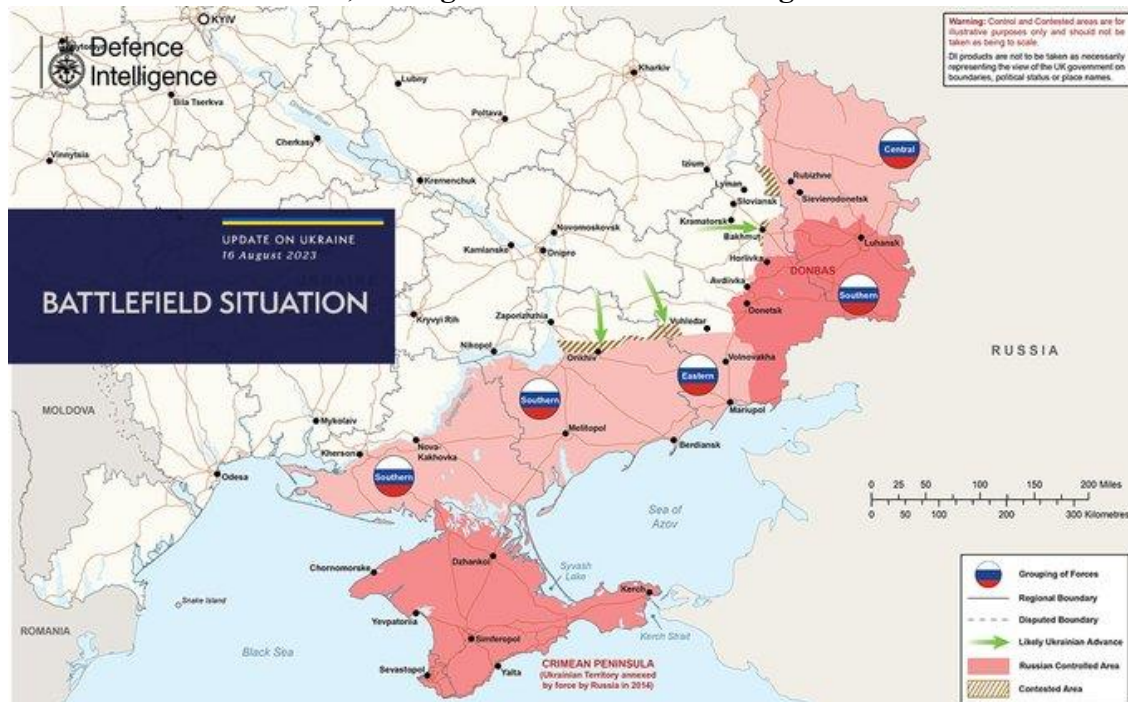 KYIV
Defence
Intelligence
Warning: Control and Contested areas are for
illustrative purposes only and should not be
taken as being to scale.
DI products are not to be taken as necessarily
representing the view of the UK government on
boundaries, political status or place names.
Bila Tserkva
Lubny
Kharkiv
Poltava
Cherkasy
Vinnytsia
Kremenchuk
Izium
Lyman
Rubizhne
Sloviansk
Sievierodonetsk
Central
Kramatorsk
Bakhmut
Luhansk
UPDATE ON UKRAINE
16 August 2023
BATTLEFIELD SITUATION
Novomoskovsk
Kamianske
Dnipro
Horlivka
DONBAS
Avdiivka
Southern
Donetsk
Kryvyi Rih
Zaporizhzhia
Vuhledar
Nikopol
Orikhiv
Volnovakha
RUSSIA
Eastern
Southern
Mariupol
MOLDOVA
Mykolaiv
Melitopol
Berdiansk
Kherson
Nova-
Kakhovka
Odesa
Southern
0 25 50 100 150 200 Miles
0 50 100 200 300 Kilometres
Sea of
Azov
Chornomorske
Dzhankoi
Syvash
Lake
Snake Island
Kerch
Yevpatoriia
Kerch Strait
ROMANIA
Simferopol
Black Sea
Sevastopol
Yalta
CRIMEAN PENINSULA
(Ukrainian Territory annexed
by force by Russia in 2014)
Grouping of Forces
Regional Boundary
Disputed Boundary
Likely Ukrainian Advance
Russian Controlled Area
Contested Area